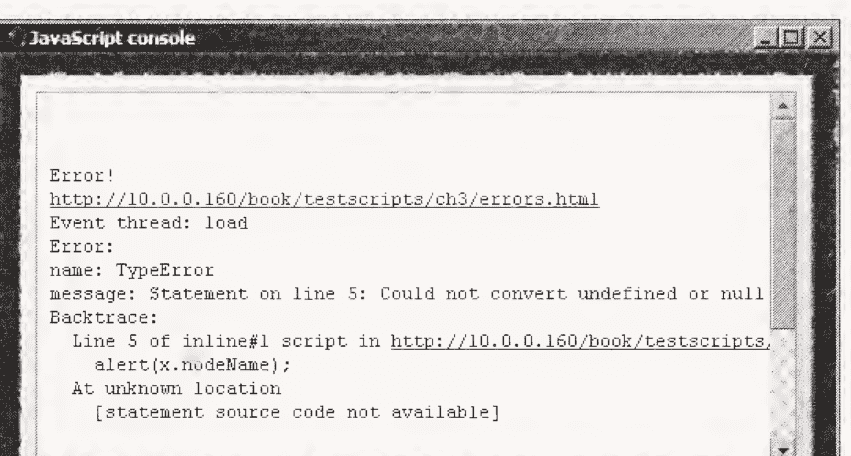 JavaScript console
Error!
http://10.0.0.160/book/testscripts/ch3/errors.html
Event thread: load
Error:
name: TypeError
message: Statement on line 5: Could not convert undefined or null
Backtrace:
Line 5 of inline#1 script in http://10.0.0.160/book/testscripts,
alert(x.nodeName);
At unknown location
[statement source code not available]